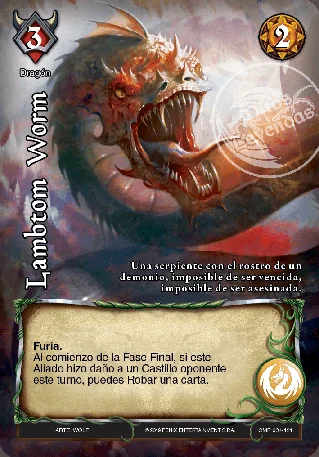 3
2
Dragón
Lambtom Worm
Una serpiente con el rostro de un
demonio, imposible de ser vencida,
imposible de ser asesinada.
Furia.
Al comienzo de la Fase Final, si este
Aliado hizo daño a un Castillo oponente
este turno, puedes Robar una carta.